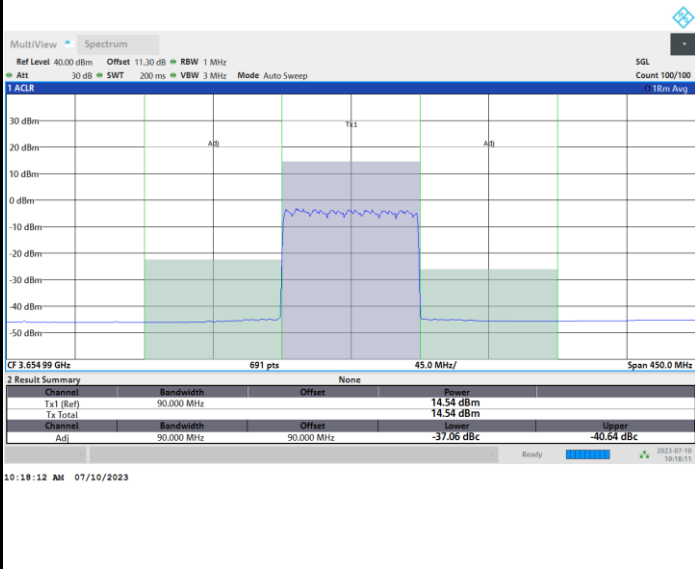 MultiView Spectrum
Ref Level 40.00 dBm Offset 11.30 dB RBW 1 MHz SGL
Att 30 dB SWT 200 ms VBW 3 MHz Mode Auto Sweep Count 100/100
1 ACLR 1Rm Avg
30 dBm
Tx1
20 dBm Adj Adj
10 dBm
0 dBm
-10 dBm
-20 dBm
-30 dBm
-40 dBm
-50 dBm
CF 3.654 99 GHz 691 pts 45.0 MHz/ Span 450.0 MHz
2 Result Summary None
Channel Bandwidth Offset Power
Tx1 (Ref) 90.000 MHz 14.54 dBm
Tx Total 14.54 dBm
Channel Bandwidth Offset Lower Upper
Adj 90.000 MHz 90.000 MHz -37.06 dBc -40.64 dBc
Ready 2023-07-10
10:18:11
10:18:12 AM 07/10/2023